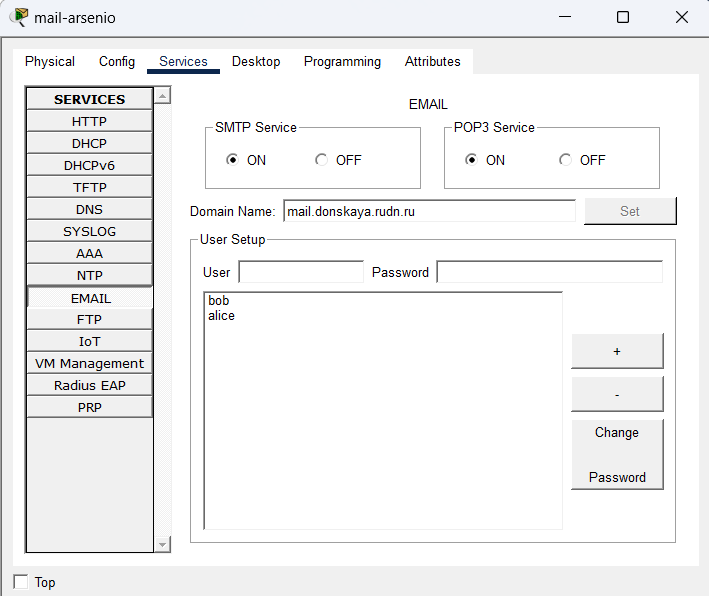 mail-arsenio
Physical Config Services Desktop Programming Attributes
SERVICES
HTTP
DHCP
DHCPv6
TFTP
DNS
SYSLOG
AAA
NTP
EMAIL
FTP
IoT
VM Management
Radius EAP
PRP
EMAIL
SMTP Service
ON OFF
POP3 Service
ON OFF
Domain Name: mail.donskaya.rudn.ru Set
User Setup
User Password
bob
alice
+
-
Change
Password
Top